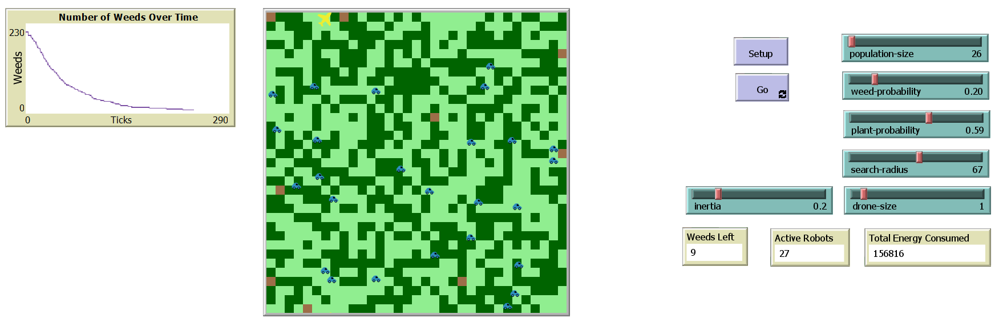 Number of Weeds Over Time
230
Weeds
0
0 Ticks 290
Setup
Go
population-size 26
weed-probability 0.20
plant-probability 0.59
search-radius 67
inertia 0.2
drone-size 1
Weeds Left
9
Active Robots
27
Total Energy Consumed
156816